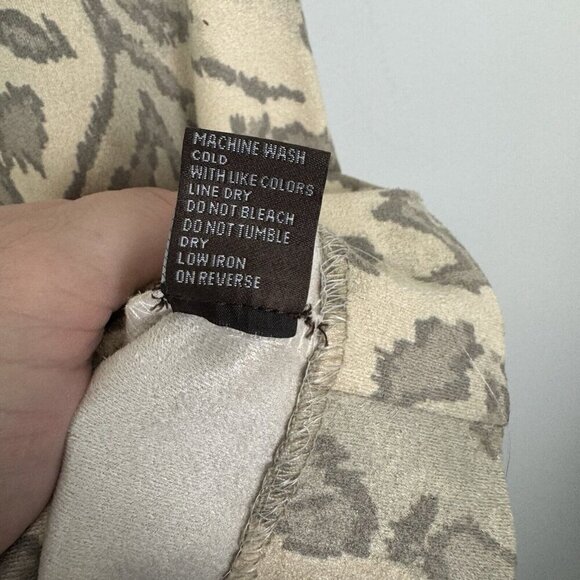 MACHINE WASH
COLD
WITH LIKE COLORS
LINE DRY
DO NOT BLEACH
DO NOT TUMBLE
DRY
LOW IRON
ON REVERSE